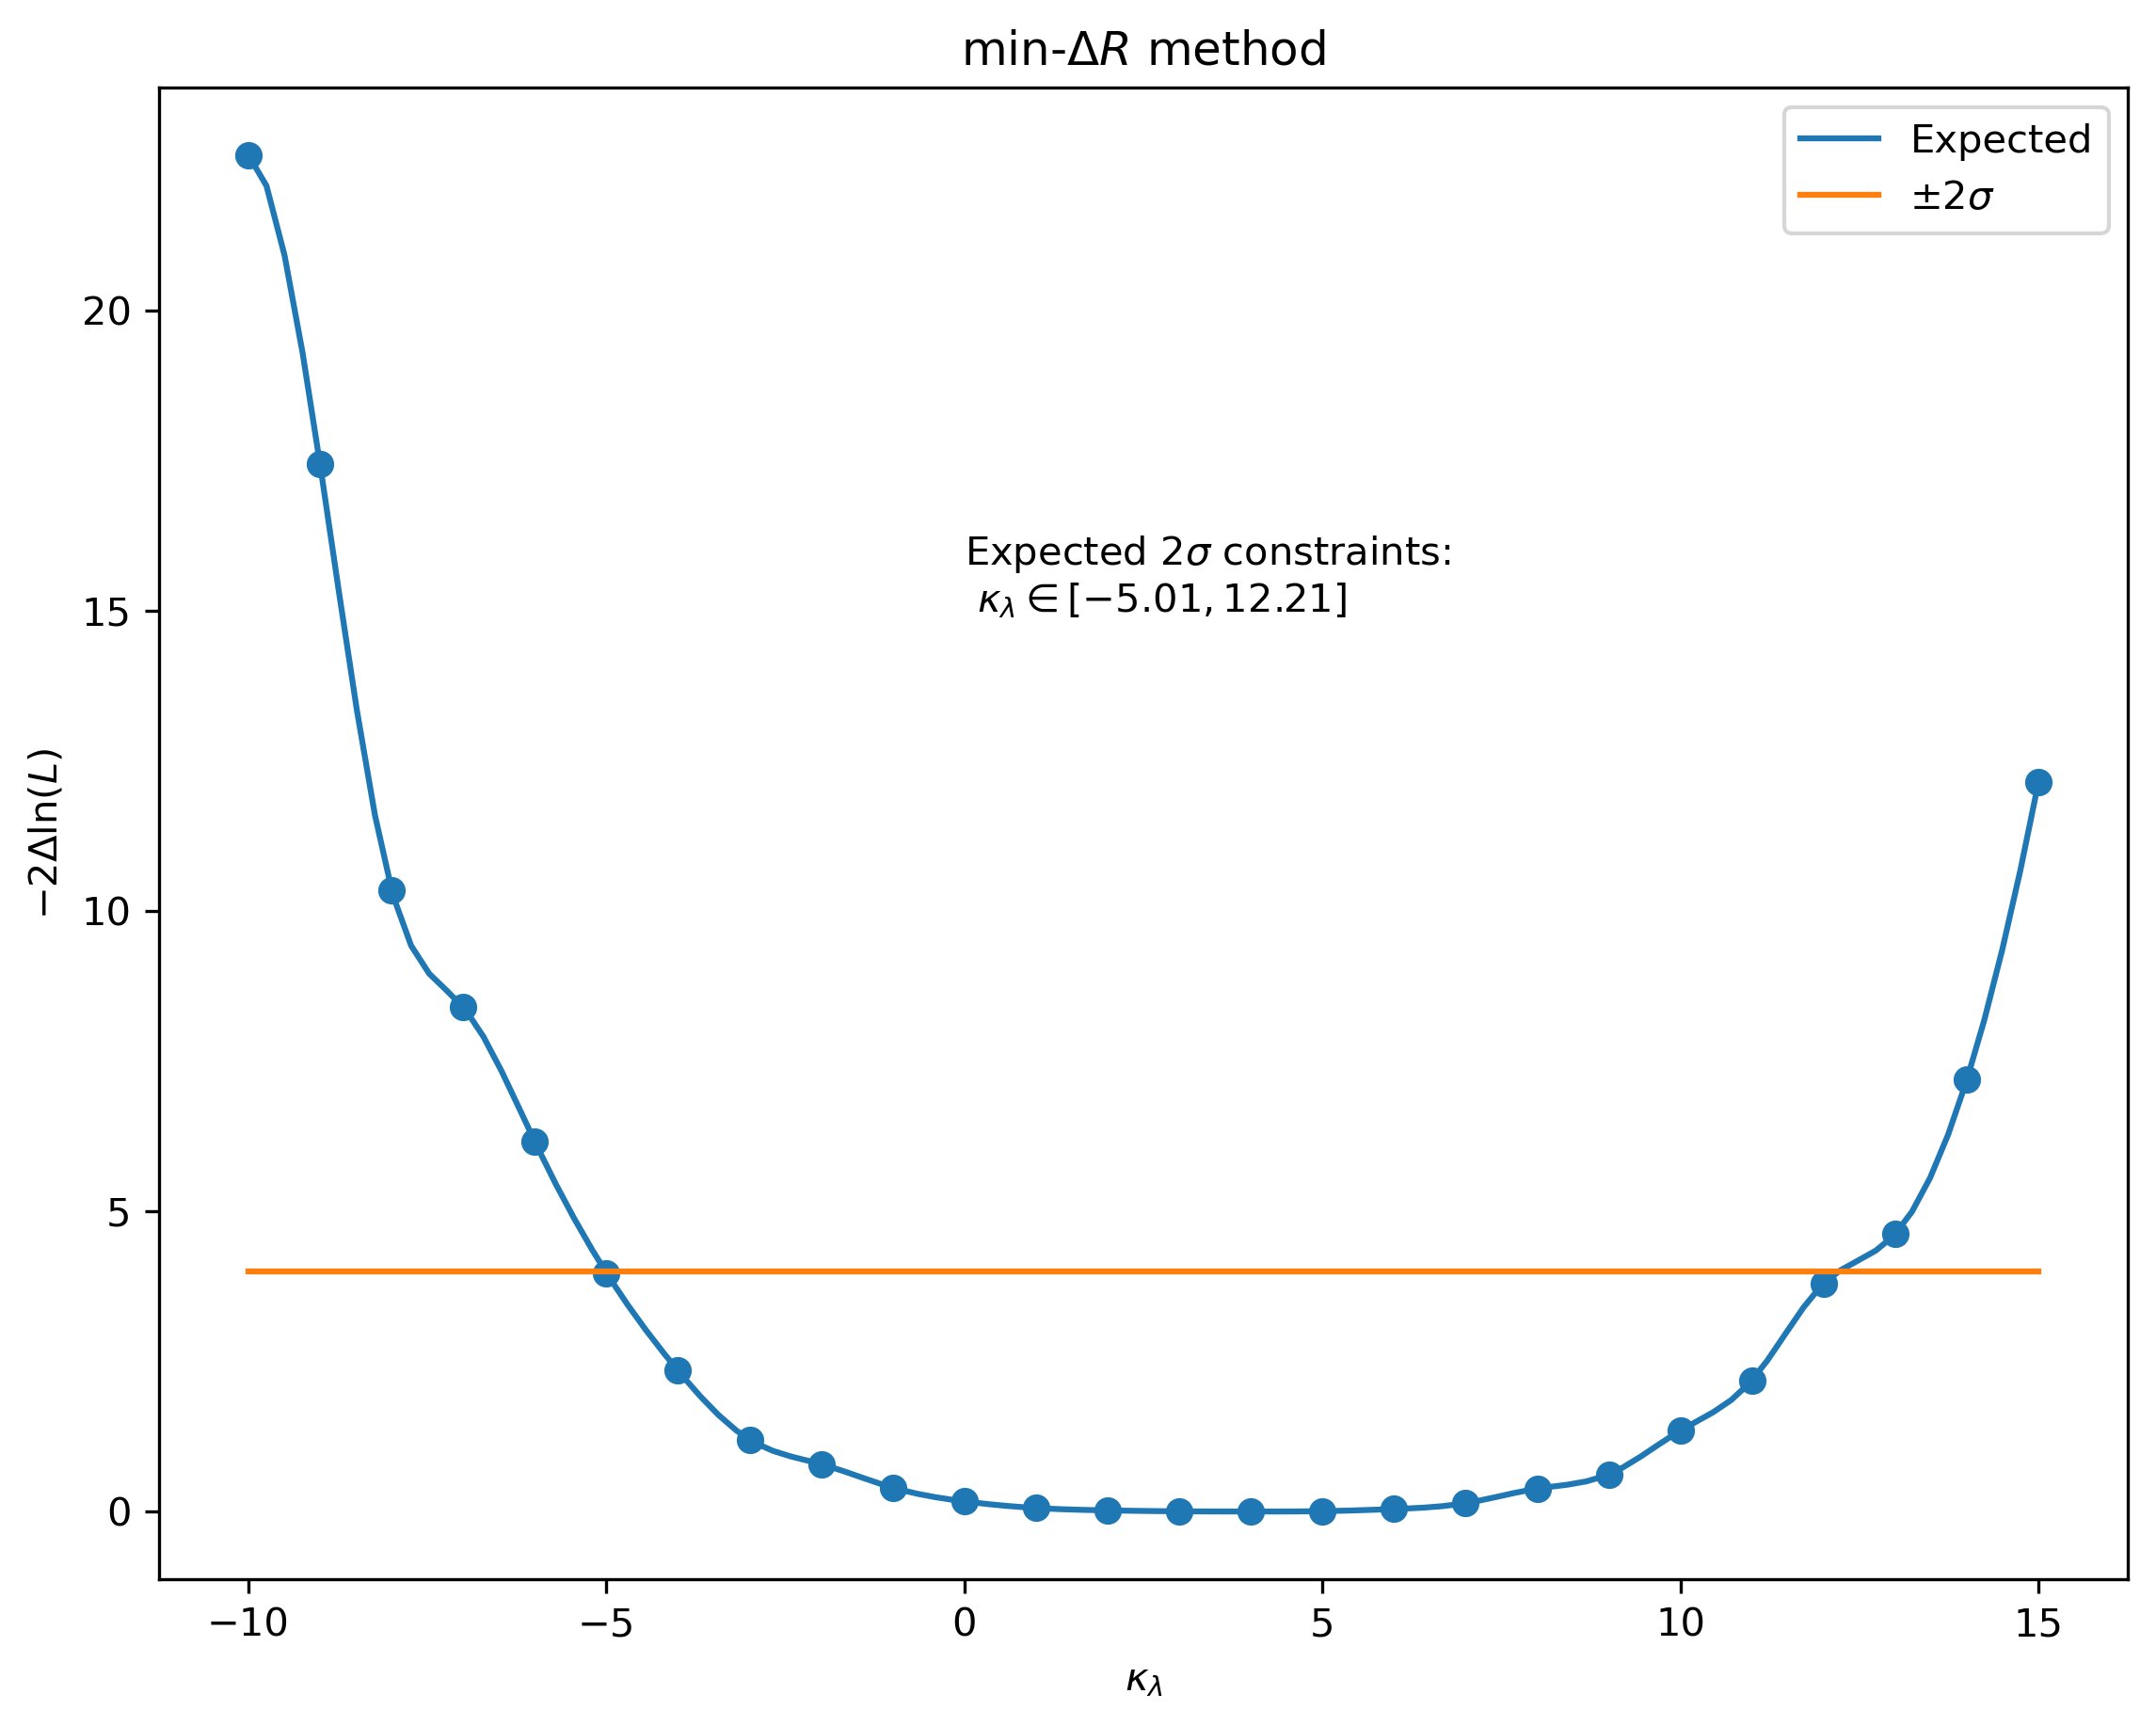 min-ΔR method
Expected
±2σ
Expected 2σ constraints:
κλ ∈ [−5.01, 12.21]
−2Δln(L)
20
15
10
5
0
−10
−5
0
5
10
15
κλ